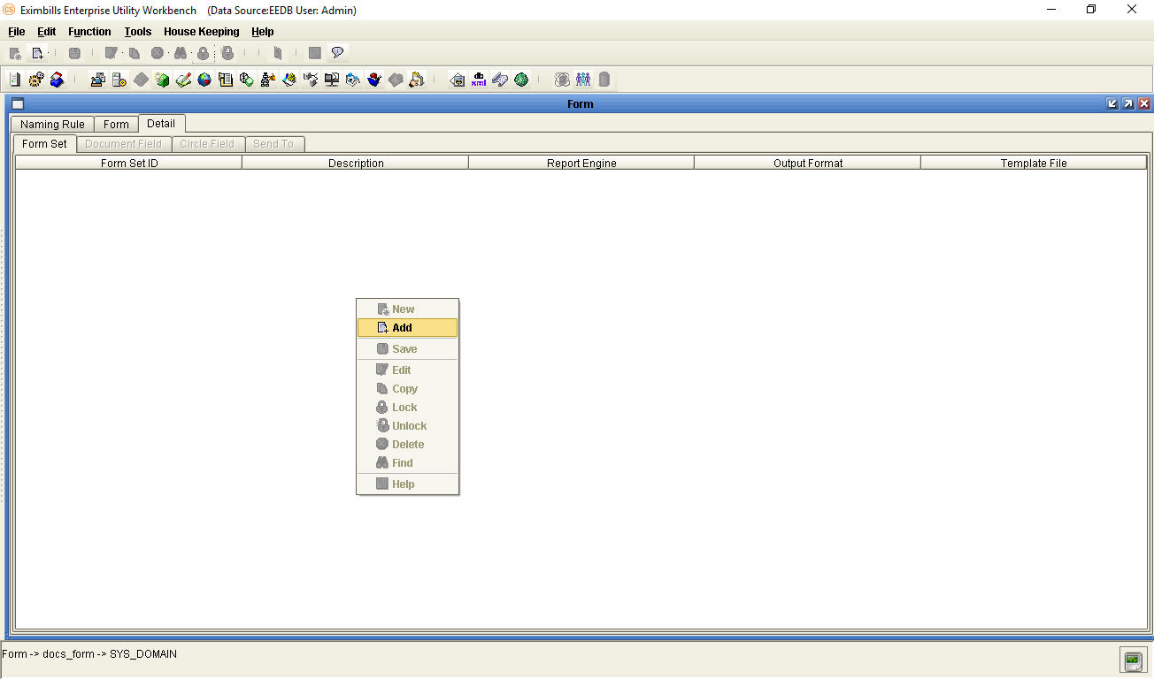 CS Eximbills Enterprise Utility Workbench (Data Source:EEDB User: Admin)
File Edit Function Tools House Keeping Help
xml
Form
Naming Rule Form Detail
Form Set Document Field Circle Field Send To
Form Set ID Description Report Engine Output Format Template File
New
Add
Save
Edit
Copy
Lock
Unlock
Delete
Find
Help
Form -> docs_form -> SYS_DOMAIN